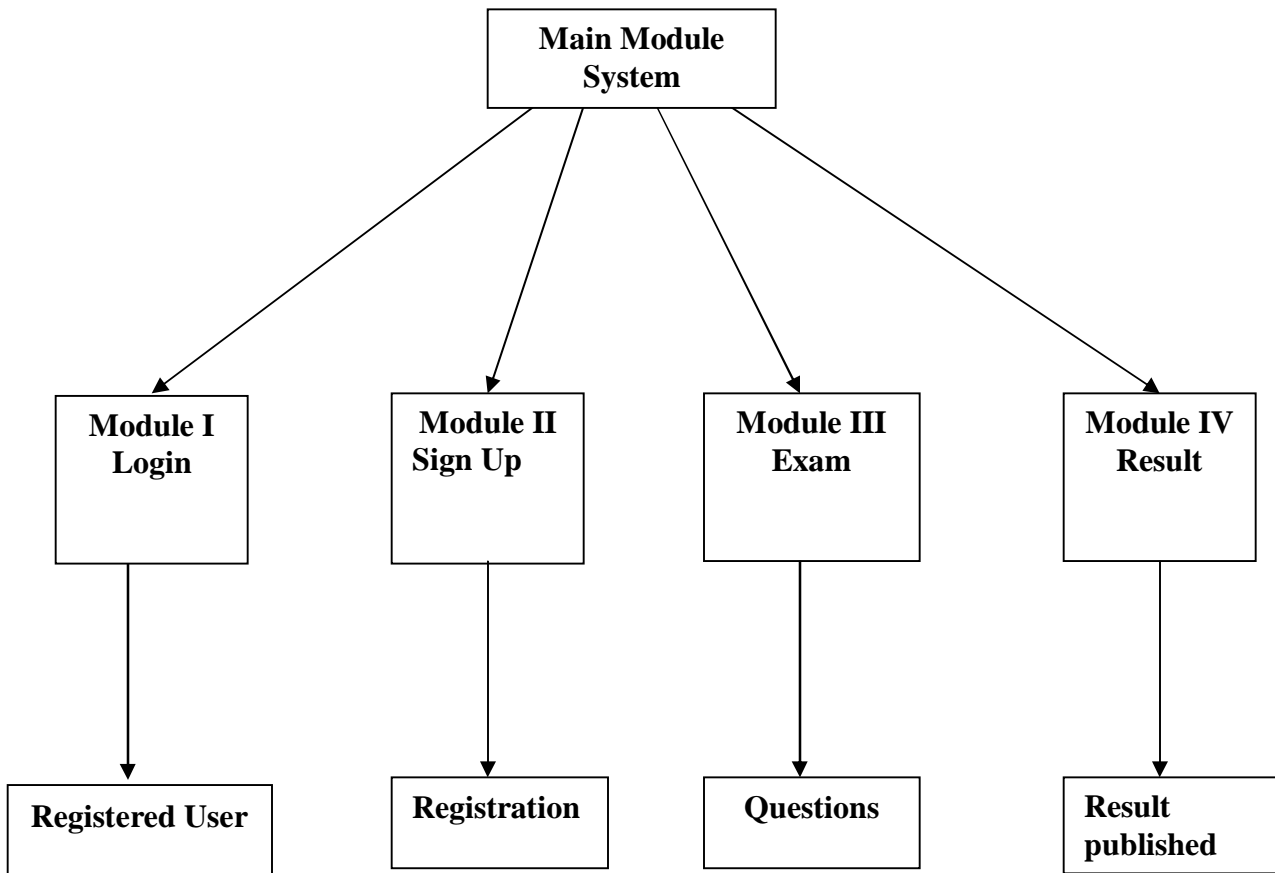 Main Module
System
Module I
Login
Module II
Sign Up
Module III
Exam
Module IV
Result
Registered User
Registration
Questions
Result
published